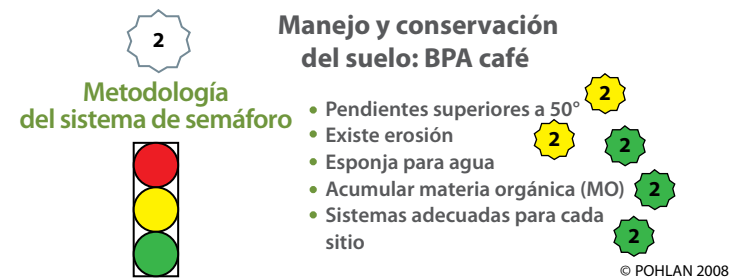 2
Metodología
del sistema de semáforo
Manejo y conservación
del suelo: BPA café
• Pendientes superiores a 50° 2
• Existe erosión 2
• Esponja para agua 2
• Acumular materia orgánica (MO) 2
• Sistemas adecuadas para cada
sitio 2
© POHLAN 2008